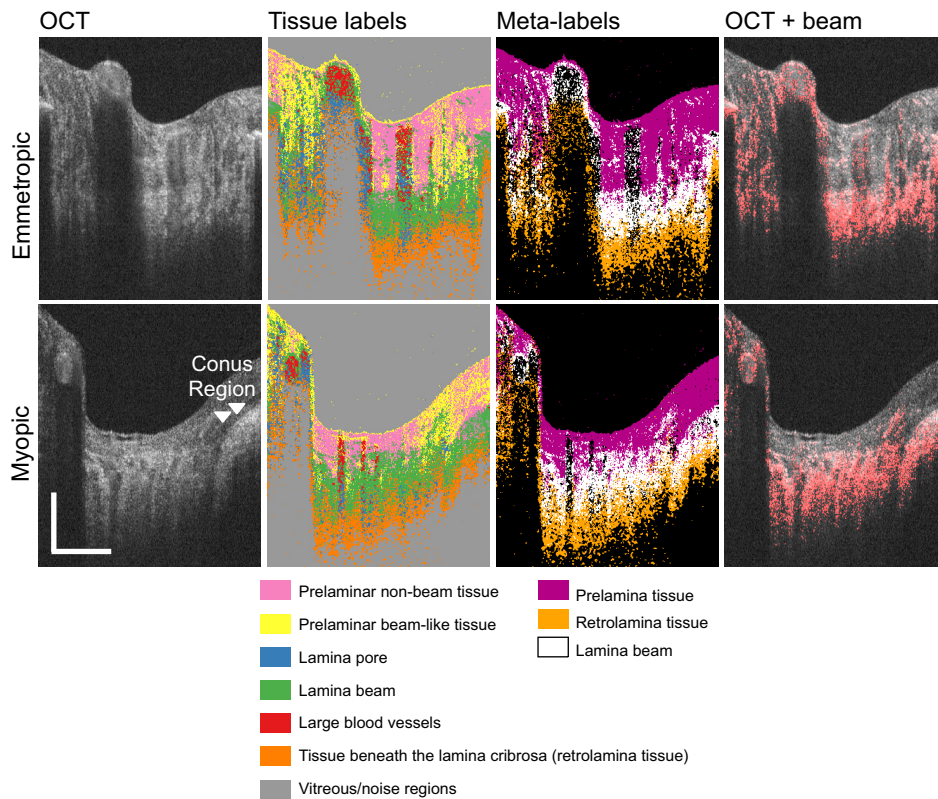 OCT
Tissue labels
Meta-labels
OCT + beam
Emmetropic
Myopic
Conus
Region
Prelaminar non-beam tissue
Prelaminar beam-like tissue
Lamina pore
Lamina beam
Large blood vessels
Tissue beneath the lamina cribrosa (retrolamina tissue)
Vitreous/noise regions
Prelamina tissue
Retrolamina tissue
Lamina beam